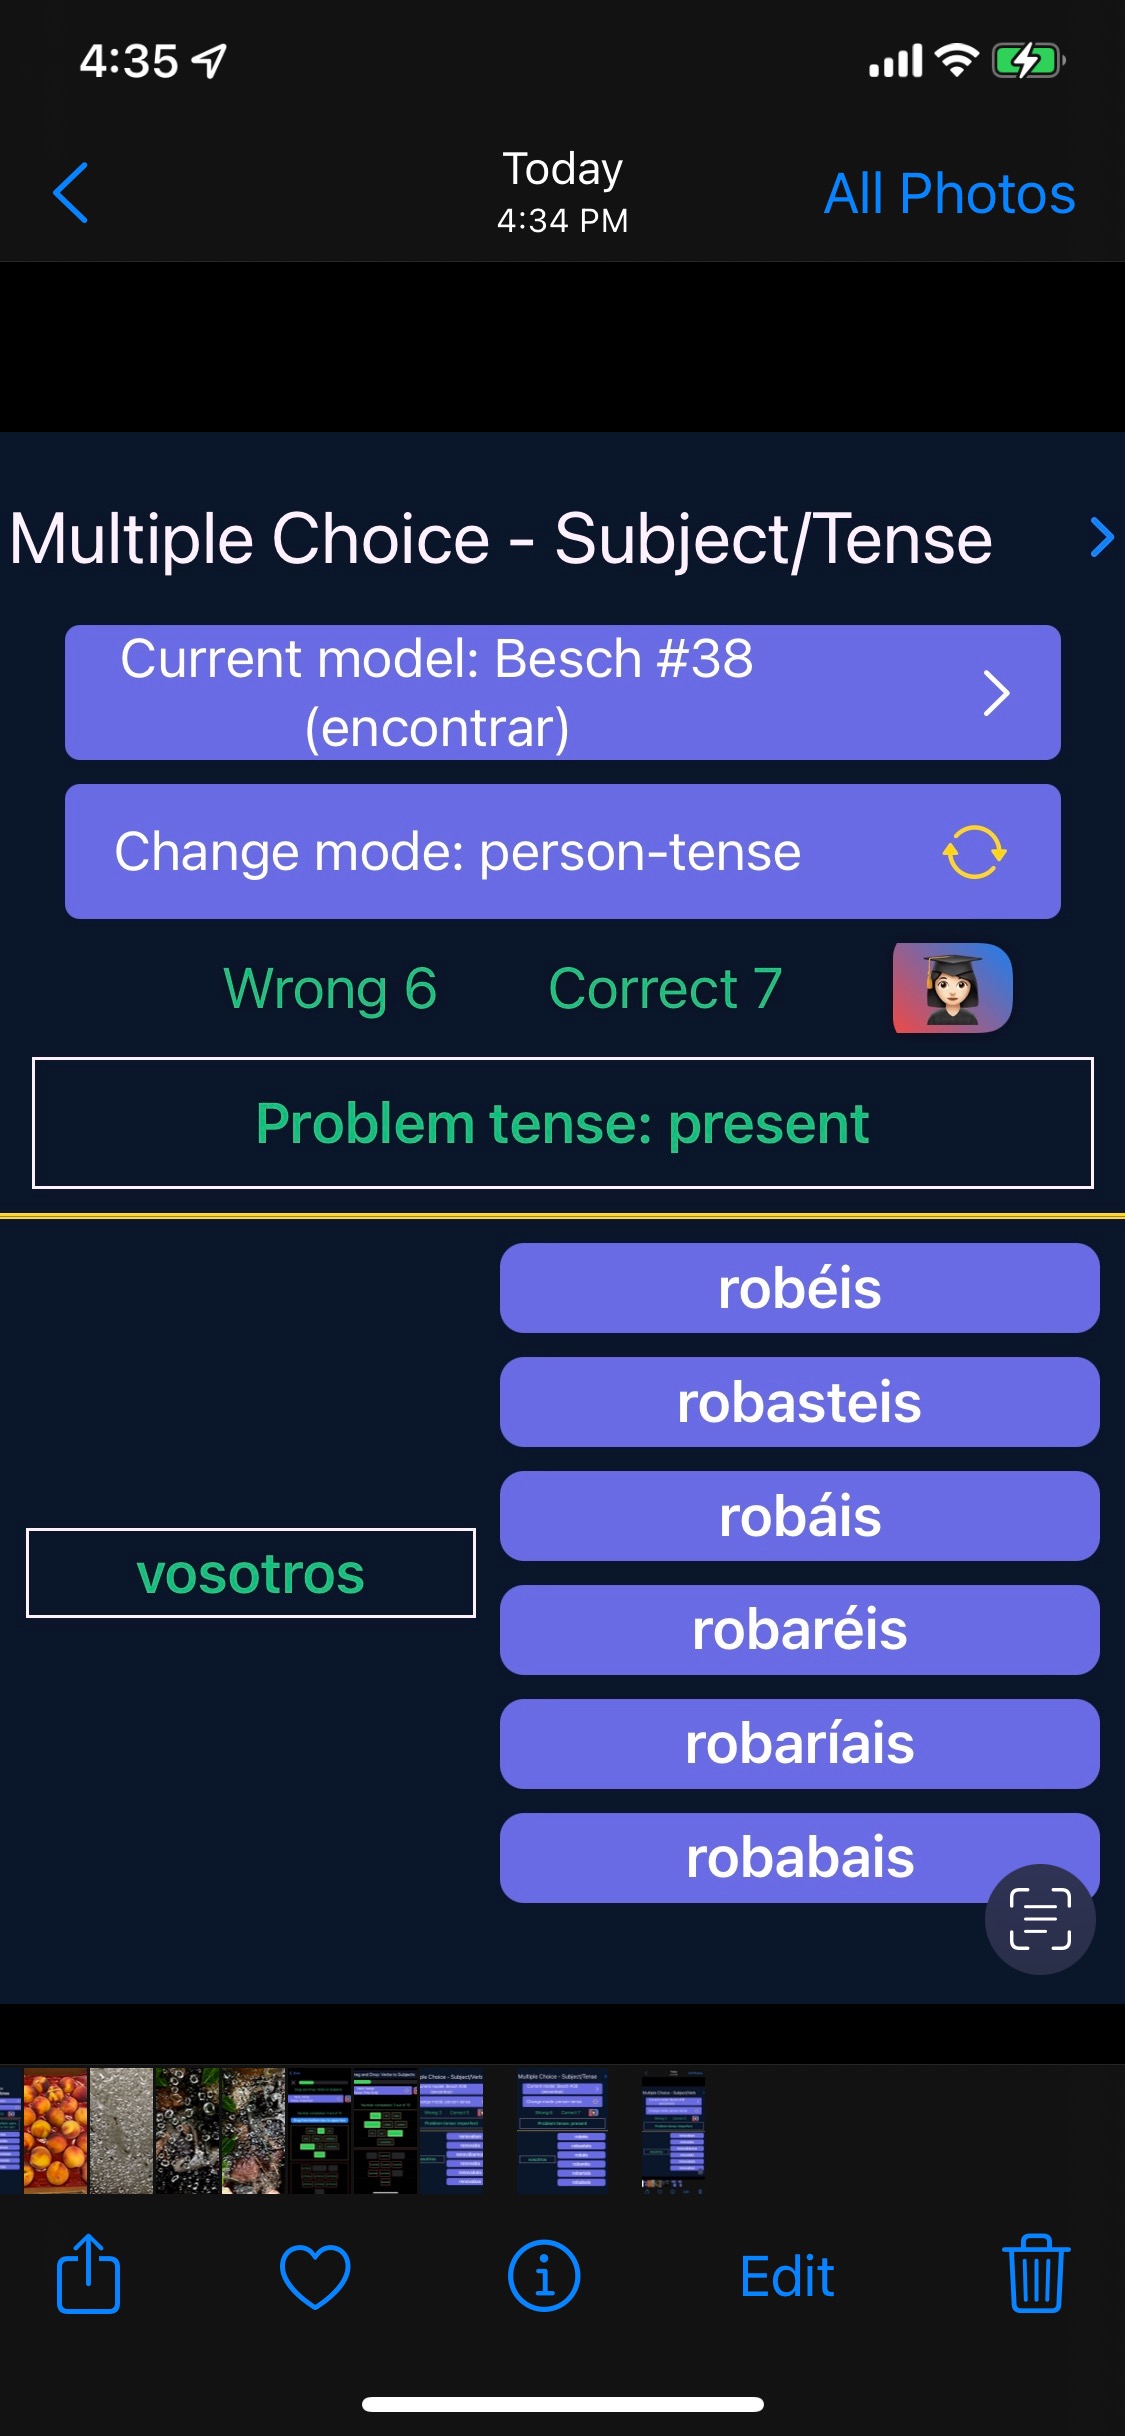 4:35
Today
4:34 PM
All Photos
Multiple Choice - Subject/Tense
Current model: Besch #38
(encontrar)
Change mode: person-tense
Wrong 6
Correct 7
Problem tense: present
robéis
robasteis
robáis
vosotros
robaréis
robaríais
robabais
Edit